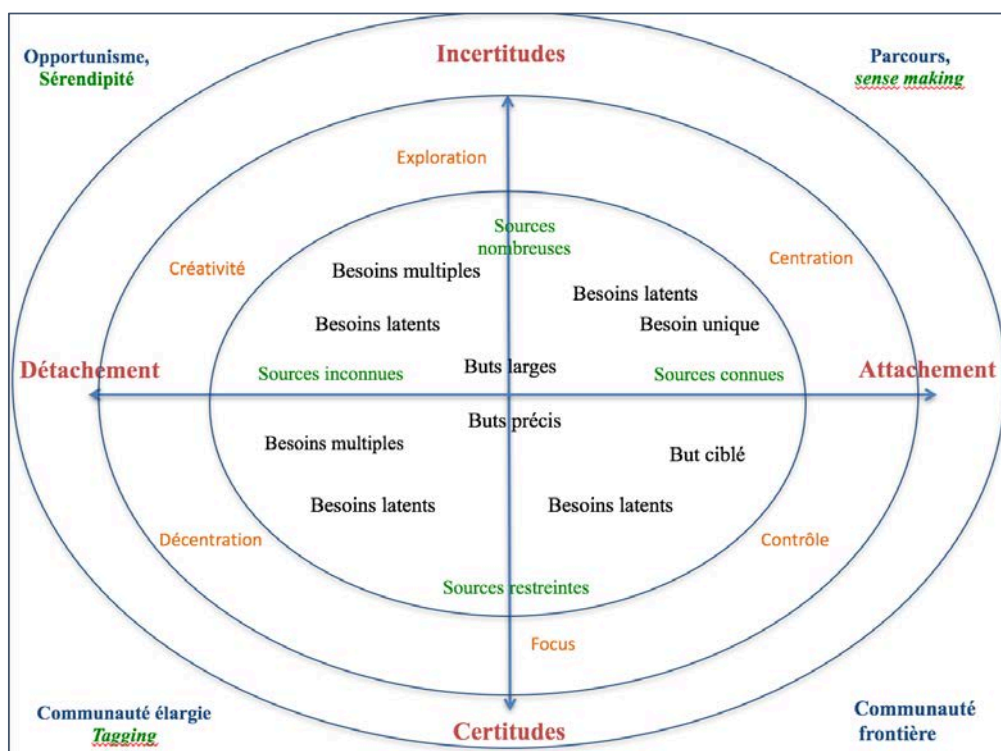 Opportunisme,
Sérendipité
Incertitudes
Parcours,
sense making
Exploration
Sources
nombreuses
Créativité
Centration
Besoins multiples
Besoins latents
Besoins latents
Besoin unique
Détachement
Sources inconnues
Buts larges
Sources connues
Attachement
Buts précis
Besoins multiples
But ciblé
Besoins latents
Besoins latents
Décentration
Contrôle
Sources restreintes
Focus
Communauté élargie
Tagging
Certitudes
Communauté
frontière